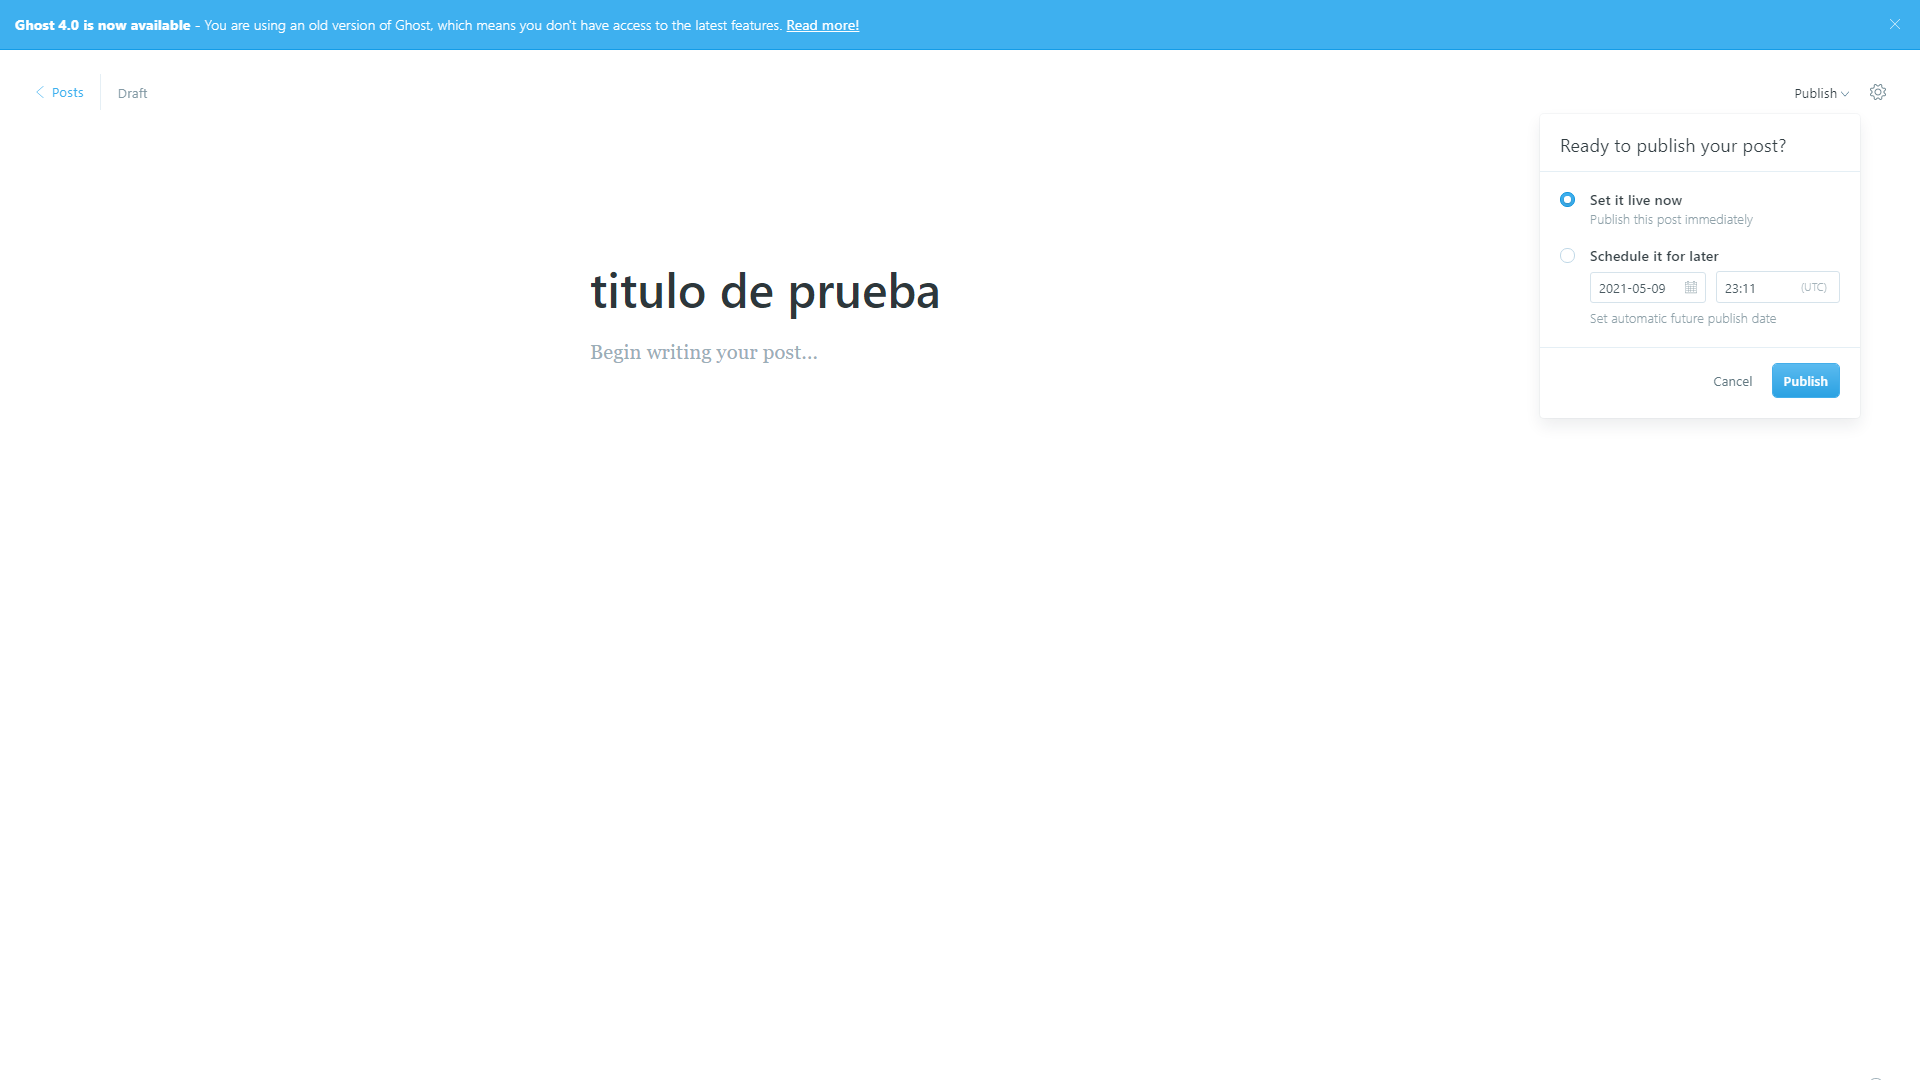 Ghost 4.0 is now available - You are using an old version of Ghost, which means you don't have access to the latest features. Read more!
Posts
Draft
Publish
Ready to publish your post?
Set it live now
Publish this post immediately
Schedule it for later
2021-05-09
23:11
(UTC)
Set automatic future publish date
Cancel
Publish
titulo de prueba
Begin writing your post...